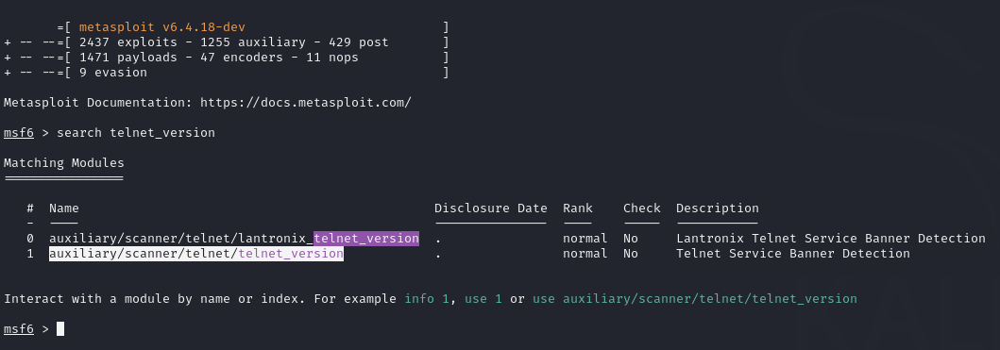 =[ metasploit v6.4.18-dev ]
+ -- --=[ 2437 exploits - 1255 auxiliary - 429 post ]
+ -- --=[ 1471 payloads - 47 encoders - 11 nops ]
+ -- --=[ 9 evasion ]
Metasploit Documentation: https://docs.metasploit.com/
msf6 > search telnet_version
Matching Modules
================
# Name Disclosure Date Rank Check Description
- ---- --------------- ---- ----- -----------
0 auxiliary/scanner/telnet/lantronix_telnet_version . normal No Lantronix Telnet Service Banner Detection
1 auxiliary/scanner/telnet/telnet_version . normal No Telnet Service Banner Detection
Interact with a module by name or index. For example info 1, use 1 or use auxiliary/scanner/telnet/telnet_version
msf6 >